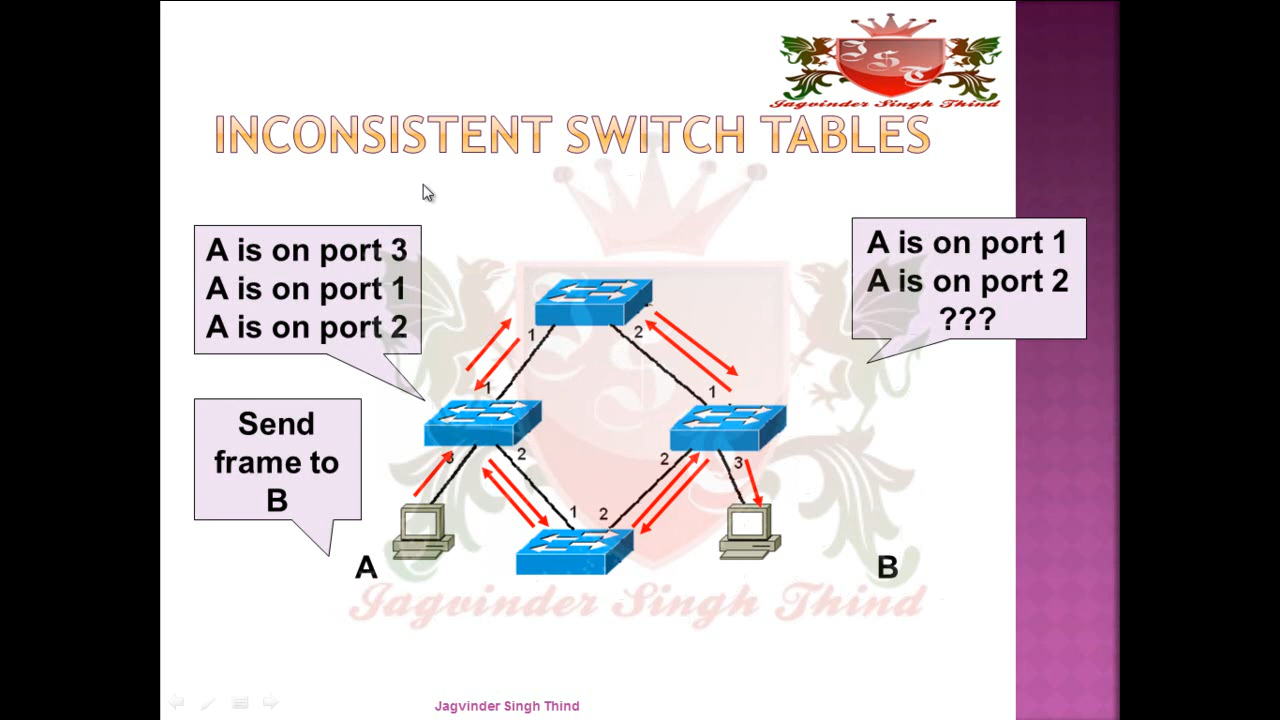 JST
Jagvinder Singh Thind
INCONSISTENT SWITCH TABLES
A is on port 3
A is on port 1
A is on port 2
A is on port 1
A is on port 2
???
Send
frame to
B
1
2
1
1
3
2
2
3
1
2
A
B
Jagvinder Singh Thind
Jagvinder Singh Thind